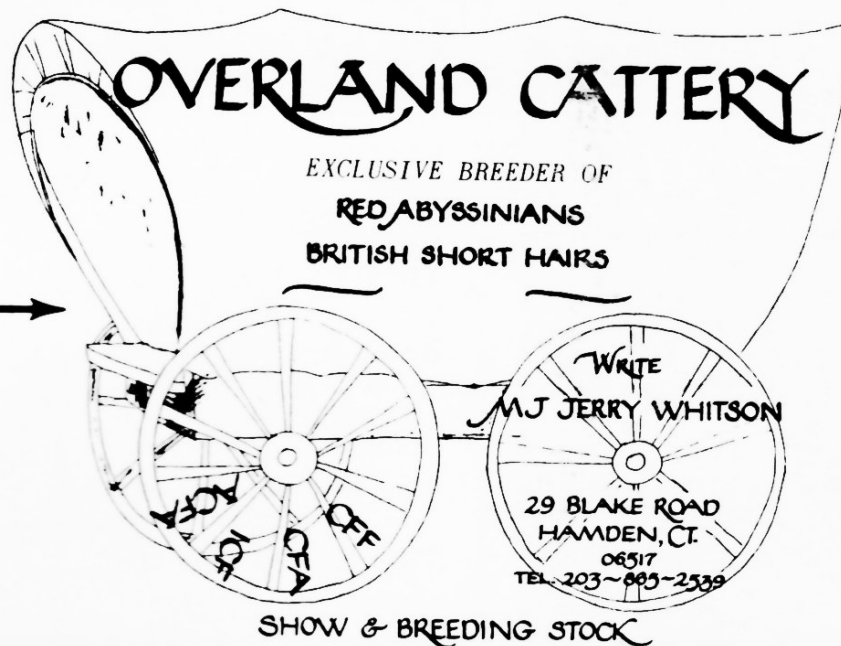 OVERLAND CATTERY
EXCLUSIVE BREEDER OF
RED ABYSSINIANS
BRITISH SHORT HAIRS
WRITE
MJ JERRY WHITSON
29 BLAKE ROAD
HAMDEN, CT.
06517
TEL. 203~865~2539
ACFA
ICF
CFA
CFF
SHOW & BREEDING STOCK